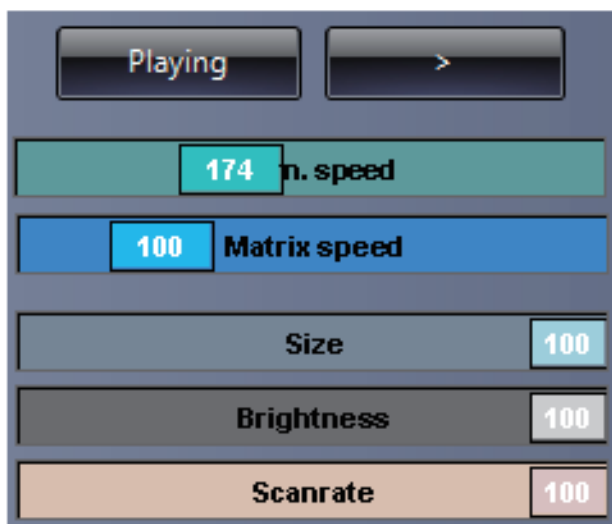 Playing >
174 n. speed
100 Matrix speed
Size 100
Brightness 100
Scanrate 100